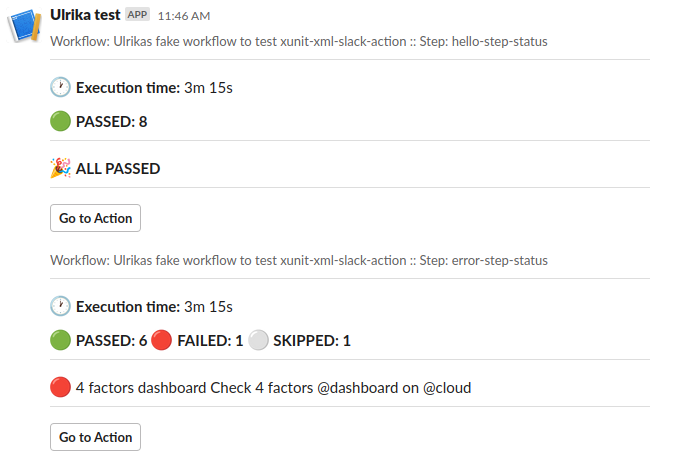 Ulrika test APP 11:46 AM
Workflow: Ulrikas fake workflow to test xunit-xml-slack-action :: Step: hello-step-status
Execution time: 3m 15s
PASSED: 8
ALL PASSED
Go to Action
Workflow: Ulrikas fake workflow to test xunit-xml-slack-action :: Step: error-step-status
Execution time: 3m 15s
PASSED: 6 FAILED: 1 SKIPPED: 1
4 factors dashboard Check 4 factors @dashboard on @cloud
Go to Action